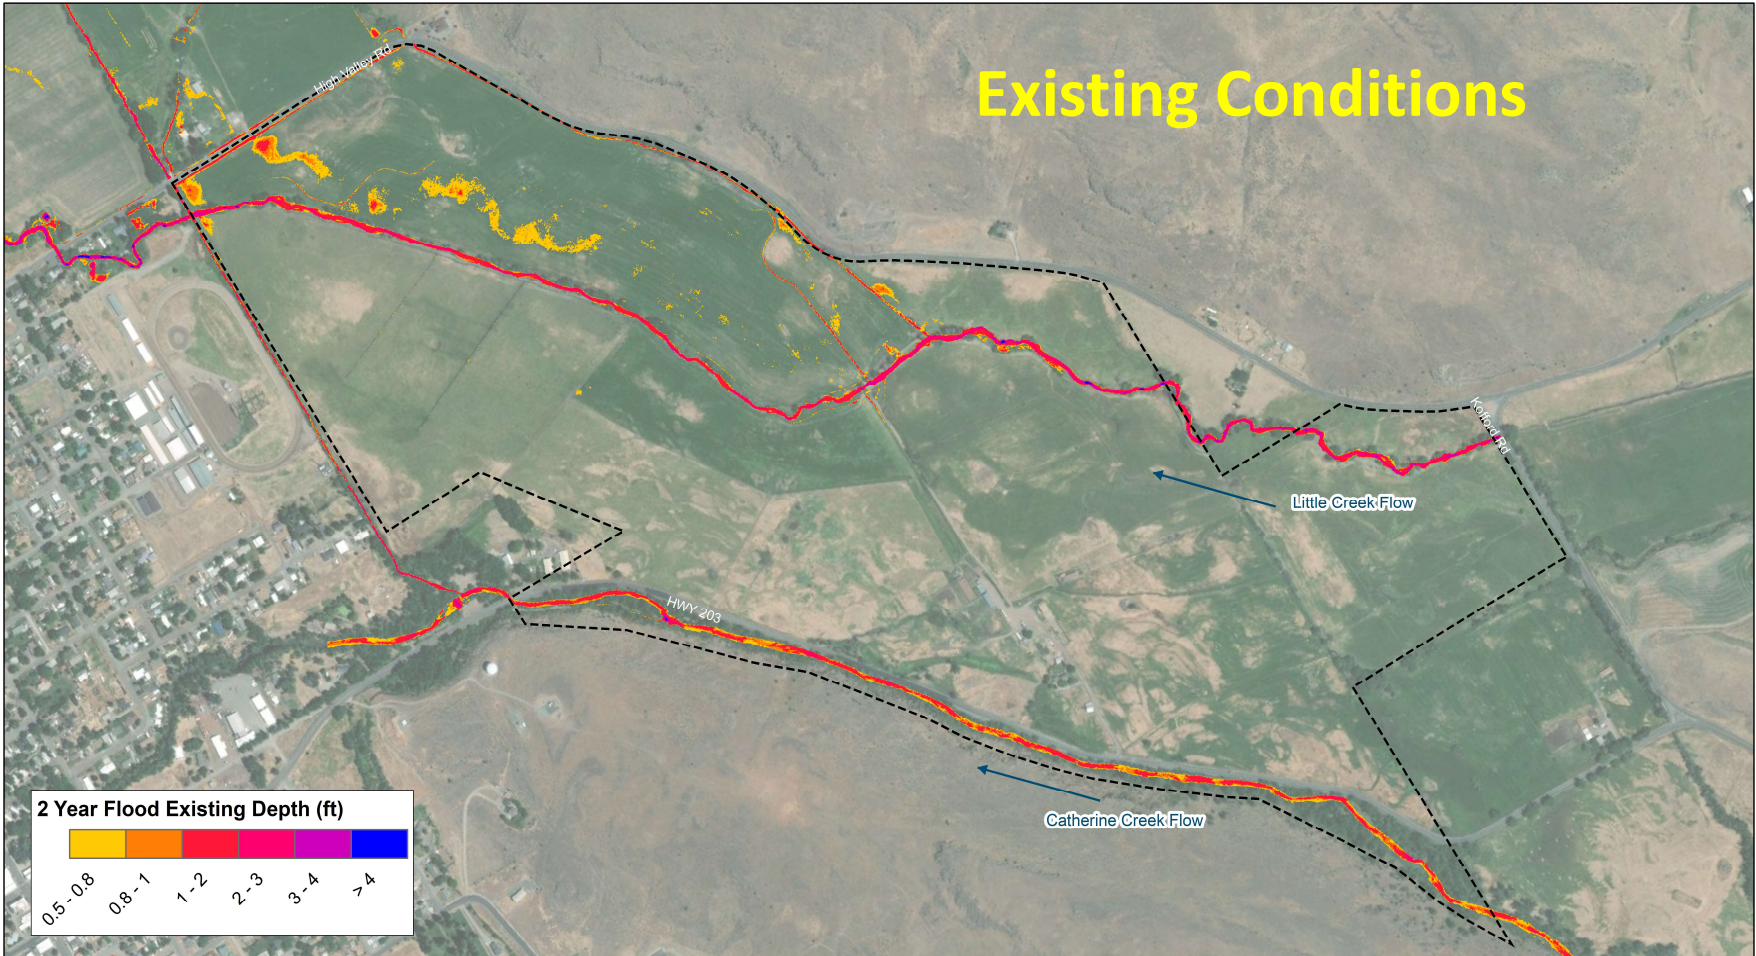 Existing Conditions
High Valley Rd
Kofford Rd
Little Creek Flow
HWY 203
Catherine Creek Flow
2 Year Flood Existing Depth (ft)
0.5 - 0.8
0.8 - 1
1 - 2
2 - 3
3 - 4
> 4